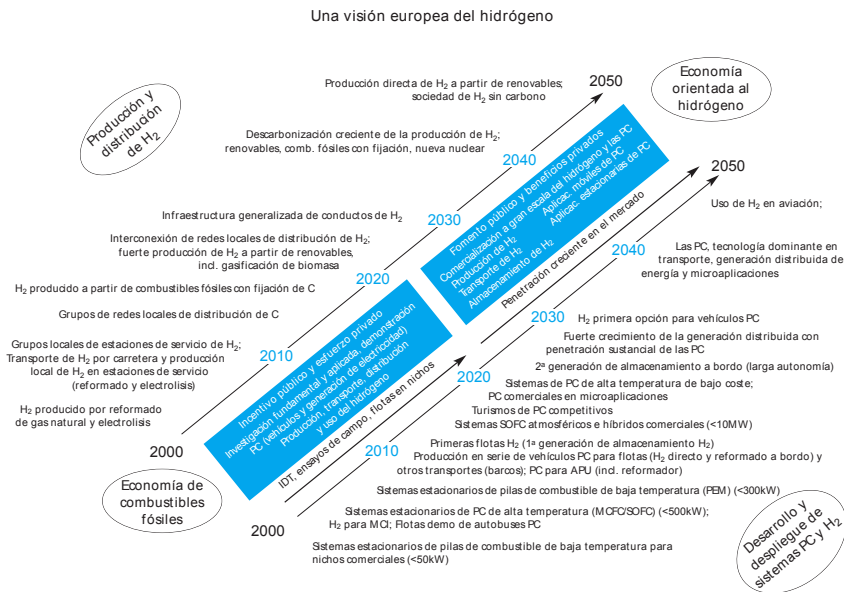 Una visión europea del hidrógeno
Producción y
distribución
de H₂
Economía
orientada al
hidrógeno
2050
Producción directa de H₂ a partir de renovables;
sociedad de H₂ sin carbono
Descarbonización creciente de la producción de H₂;
renovables, comb. fósiles con fijación, nueva nuclear
2040
Infraestructura generalizada de conductos de H₂
2030
Interconexión de redes locales de distribución de H₂;
fuerte producción de H₂ a partir de renovables,
incl. gasificación de biomasa
2020
H₂ producido a partir de combustibles fósiles con fijación de C
Grupos de redes locales de distribución de C
Grupos locales de estaciones de servicio de H₂;
Transporte de H₂ por carretera y producción
local de H₂ en estaciones de servicio
(reformado y electrolisis)
2010
H₂ producido por reformado
de gas natural y electrolisis
2000
Economía de
combustibles
fósiles
Fomento público y beneficios privados
Comercialización a gran escala del hidrógeno y las PC
Producción de H₂ Aplicac. móviles de PC
Transporte de H₂ Aplicac. estacionarias de PC
Almacenamiento de H₂
Penetración creciente en el mercado
Incentivo público y esfuerzo privado
Investigación fundamental y aplicada, demonstración
PC (vehículos y generación de electriccidad)
Producción, transporte, distribución
y uso del hidrógeno
IDT, ensayos de campo, flotas en nichos
2050
Uso de H₂ en aviación;
2040
Las PC, tecnología dominante en
transporte, generación distribuida de
energía y microaplicaciones
2030
H₂ primera opción para vehículos PC
Fuerte crecimiento de la generación distribuida con
penetración sustancial de las PC
2ª generación de almacenamiento a bordo (larga autonomía)
2020
Sistemas de PC de alta temperatura de bajo coste;
PC comerciales en microaplicaciones
Turismos de PC competitivos
Sistemas SOFC atmosféricos e híbridos comerciales (<10MW)
2010
Primeras flotas H₂ (1ª generación de almacenamiento H₂)
Producción en serie de vehículos PC para flotas (H₂ directo y reformado a bordo) y
otros transportes (barcos); PC para APU (incl. reformador)
Sistemas estacionarios de pilas de combustible de baja temperatura (PEM) (<300kW)
Sistemas estacionarios de PC de alta temperatura (MCFC/SOFC) (<500kW);
H₂ para MCI; Flotas demo de autobuses PC
2000
Sistemas estacionarios de pilas de combustible de baja temperatura para
nichos comerciales (<50kW)
Desarrollo y
despliegue de
sistemas PC y H₂